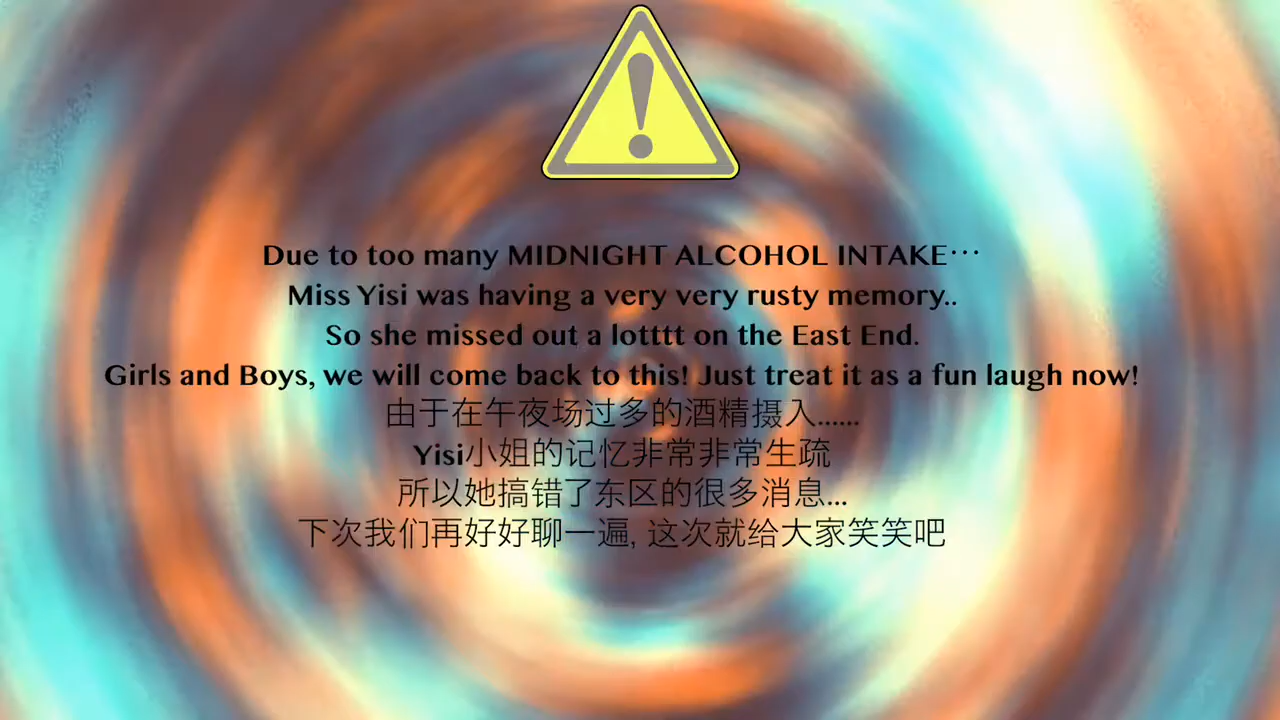 Due to too many MIDNIGHT ALCOHOL INTAKE…
Miss Yisi was having a very very rusty memory..
So she missed out a lotttt on the East End.
Girls and Boys, we will come back to this! Just treat it as a fun laugh now!
由于在午夜场过多的酒精摄入......
Yisi小姐的记忆非常非常生疏
所以她搞错了东区的很多消息...
下次我们再好好聊一遍, 这次就给大家笑笑吧